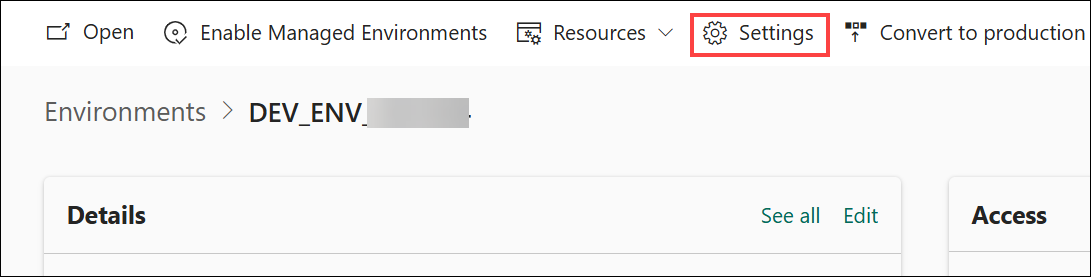 Open Enable Managed Environments Resources Settings Convert to production
Environments > DEV_ENV_
Details See all Edit Access